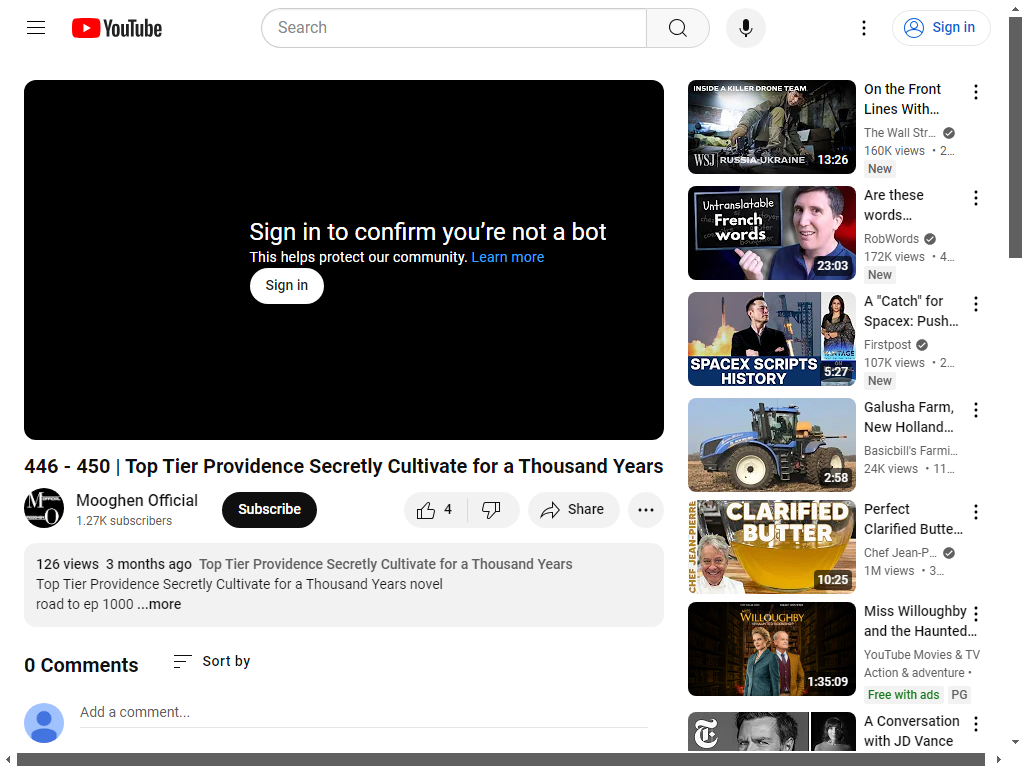 YouTube
Search
Sign in
Sign in to confirm you're not a bot
This helps protect our community. Learn more
Sign in
446 - 450 | Top Tier Providence Secretly Cultivate for a Thousand Years
Mooghen Official
1.27K subscribers
Subscribe
4
Share
126 views 3 months ago Top Tier Providence Secretly Cultivate for a Thousand Years
Top Tier Providence Secretly Cultivate for a Thousand Years novel
road to ep 1000 ...more
0 Comments
Sort by
Add a comment...
INSIDE A KILLER DRONE TEAM
WSJ RUSSIA-UKRAINE
13:26
On the Front
Lines With...
The Wall Str...
160K views • 2...
New
Untranslatable
French
words
23:03
Are these
words...
RobWords
172K views • 4...
New
VANTAGE
SPACEX SCRIPTS
HISTORY
5:27
A "Catch" for
Spacex: Push...
Firstpost
107K views • 2...
New
2:58
Galusha Farm,
New Holland...
Basicbill's Farmi...
24K views • 11...
CHEF JEAN-PIERRE
CLARIFIED
BUTTER
10:25
Perfect
Clarified Butte...
Chef Jean-P...
1M views • 3...
MISS
WILLOUGHBY
1:35:09
Miss Willoughby
and the Haunted...
YouTube Movies & TV
Action & adventure •
Free with ads PG
A Conversation
with JD Vance